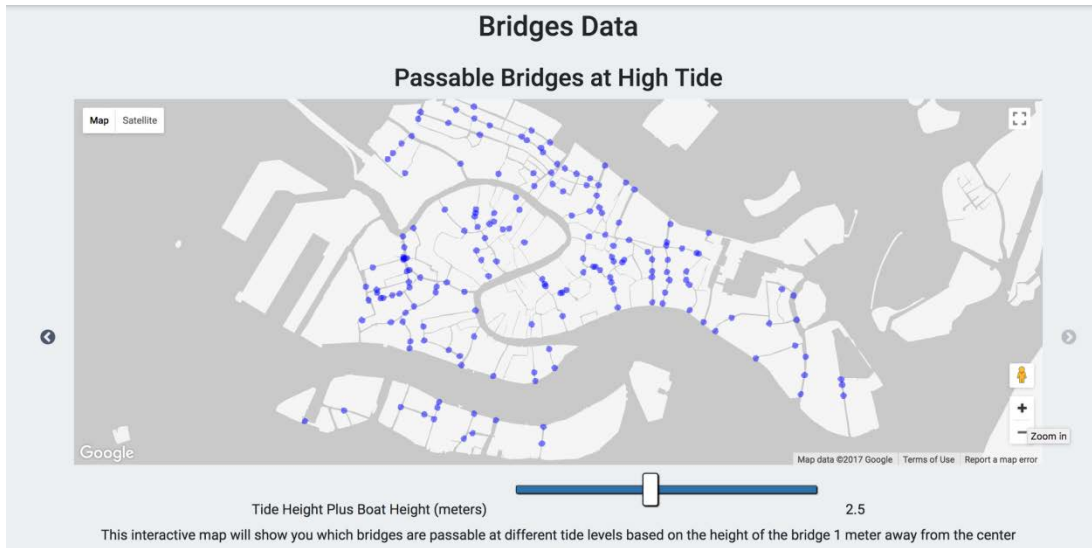 Bridges Data
Passable Bridges at High Tide
Map Satellite
Google
Zoom in
Map data ©2017 Google Terms of Use Report a map error
Tide Height Plus Boat Height (meters) 2.5
This interactive map will show you which bridges are passable at different tide levels based on the height of the bridge 1 meter away from the center